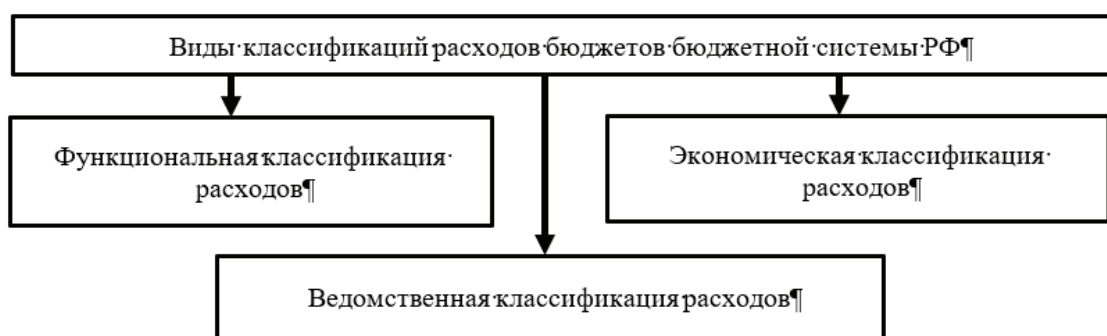 Виды классификаций расходов бюджетов бюджетной системы РФ¶
Функциональная классификация
расходов¶
Экономическая классификация
расходов¶
Ведомственная классификация расходов¶